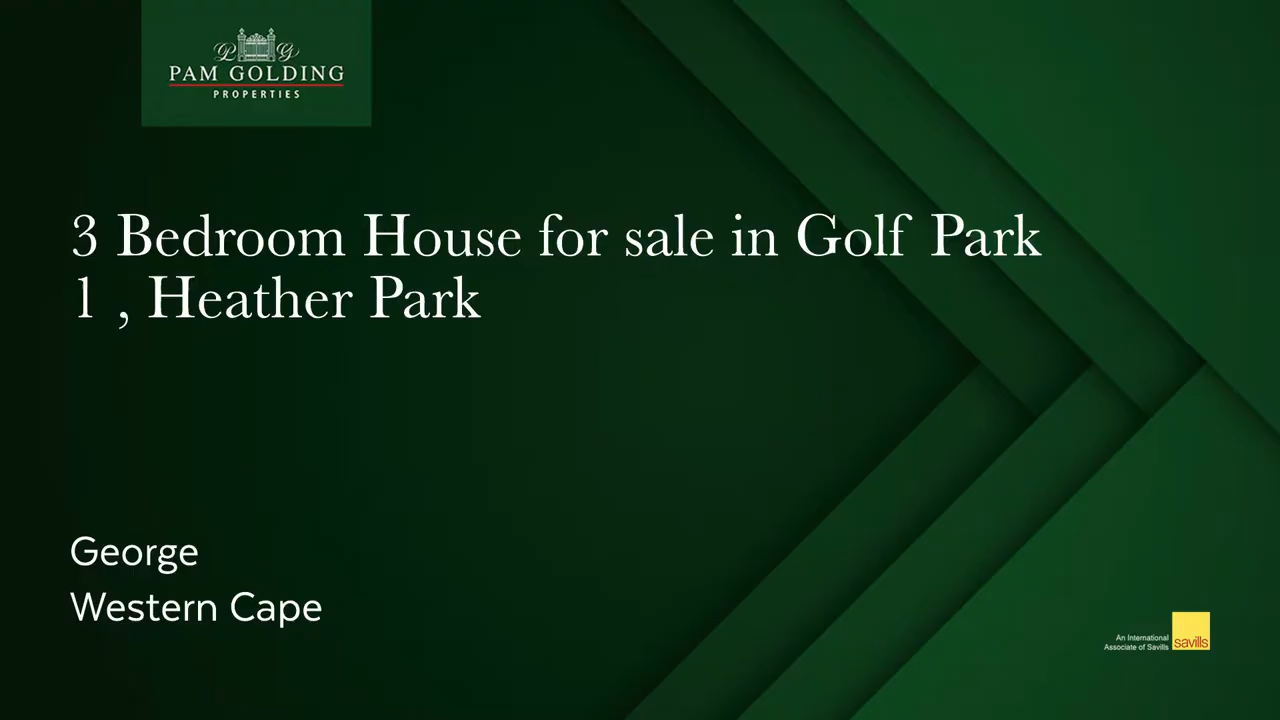 P G
PAM GOLDING
PROPERTIES
3 Bedroom House for sale in Golf Park
1 , Heather Park
George
Western Cape
An International
Associate of Savills
savills